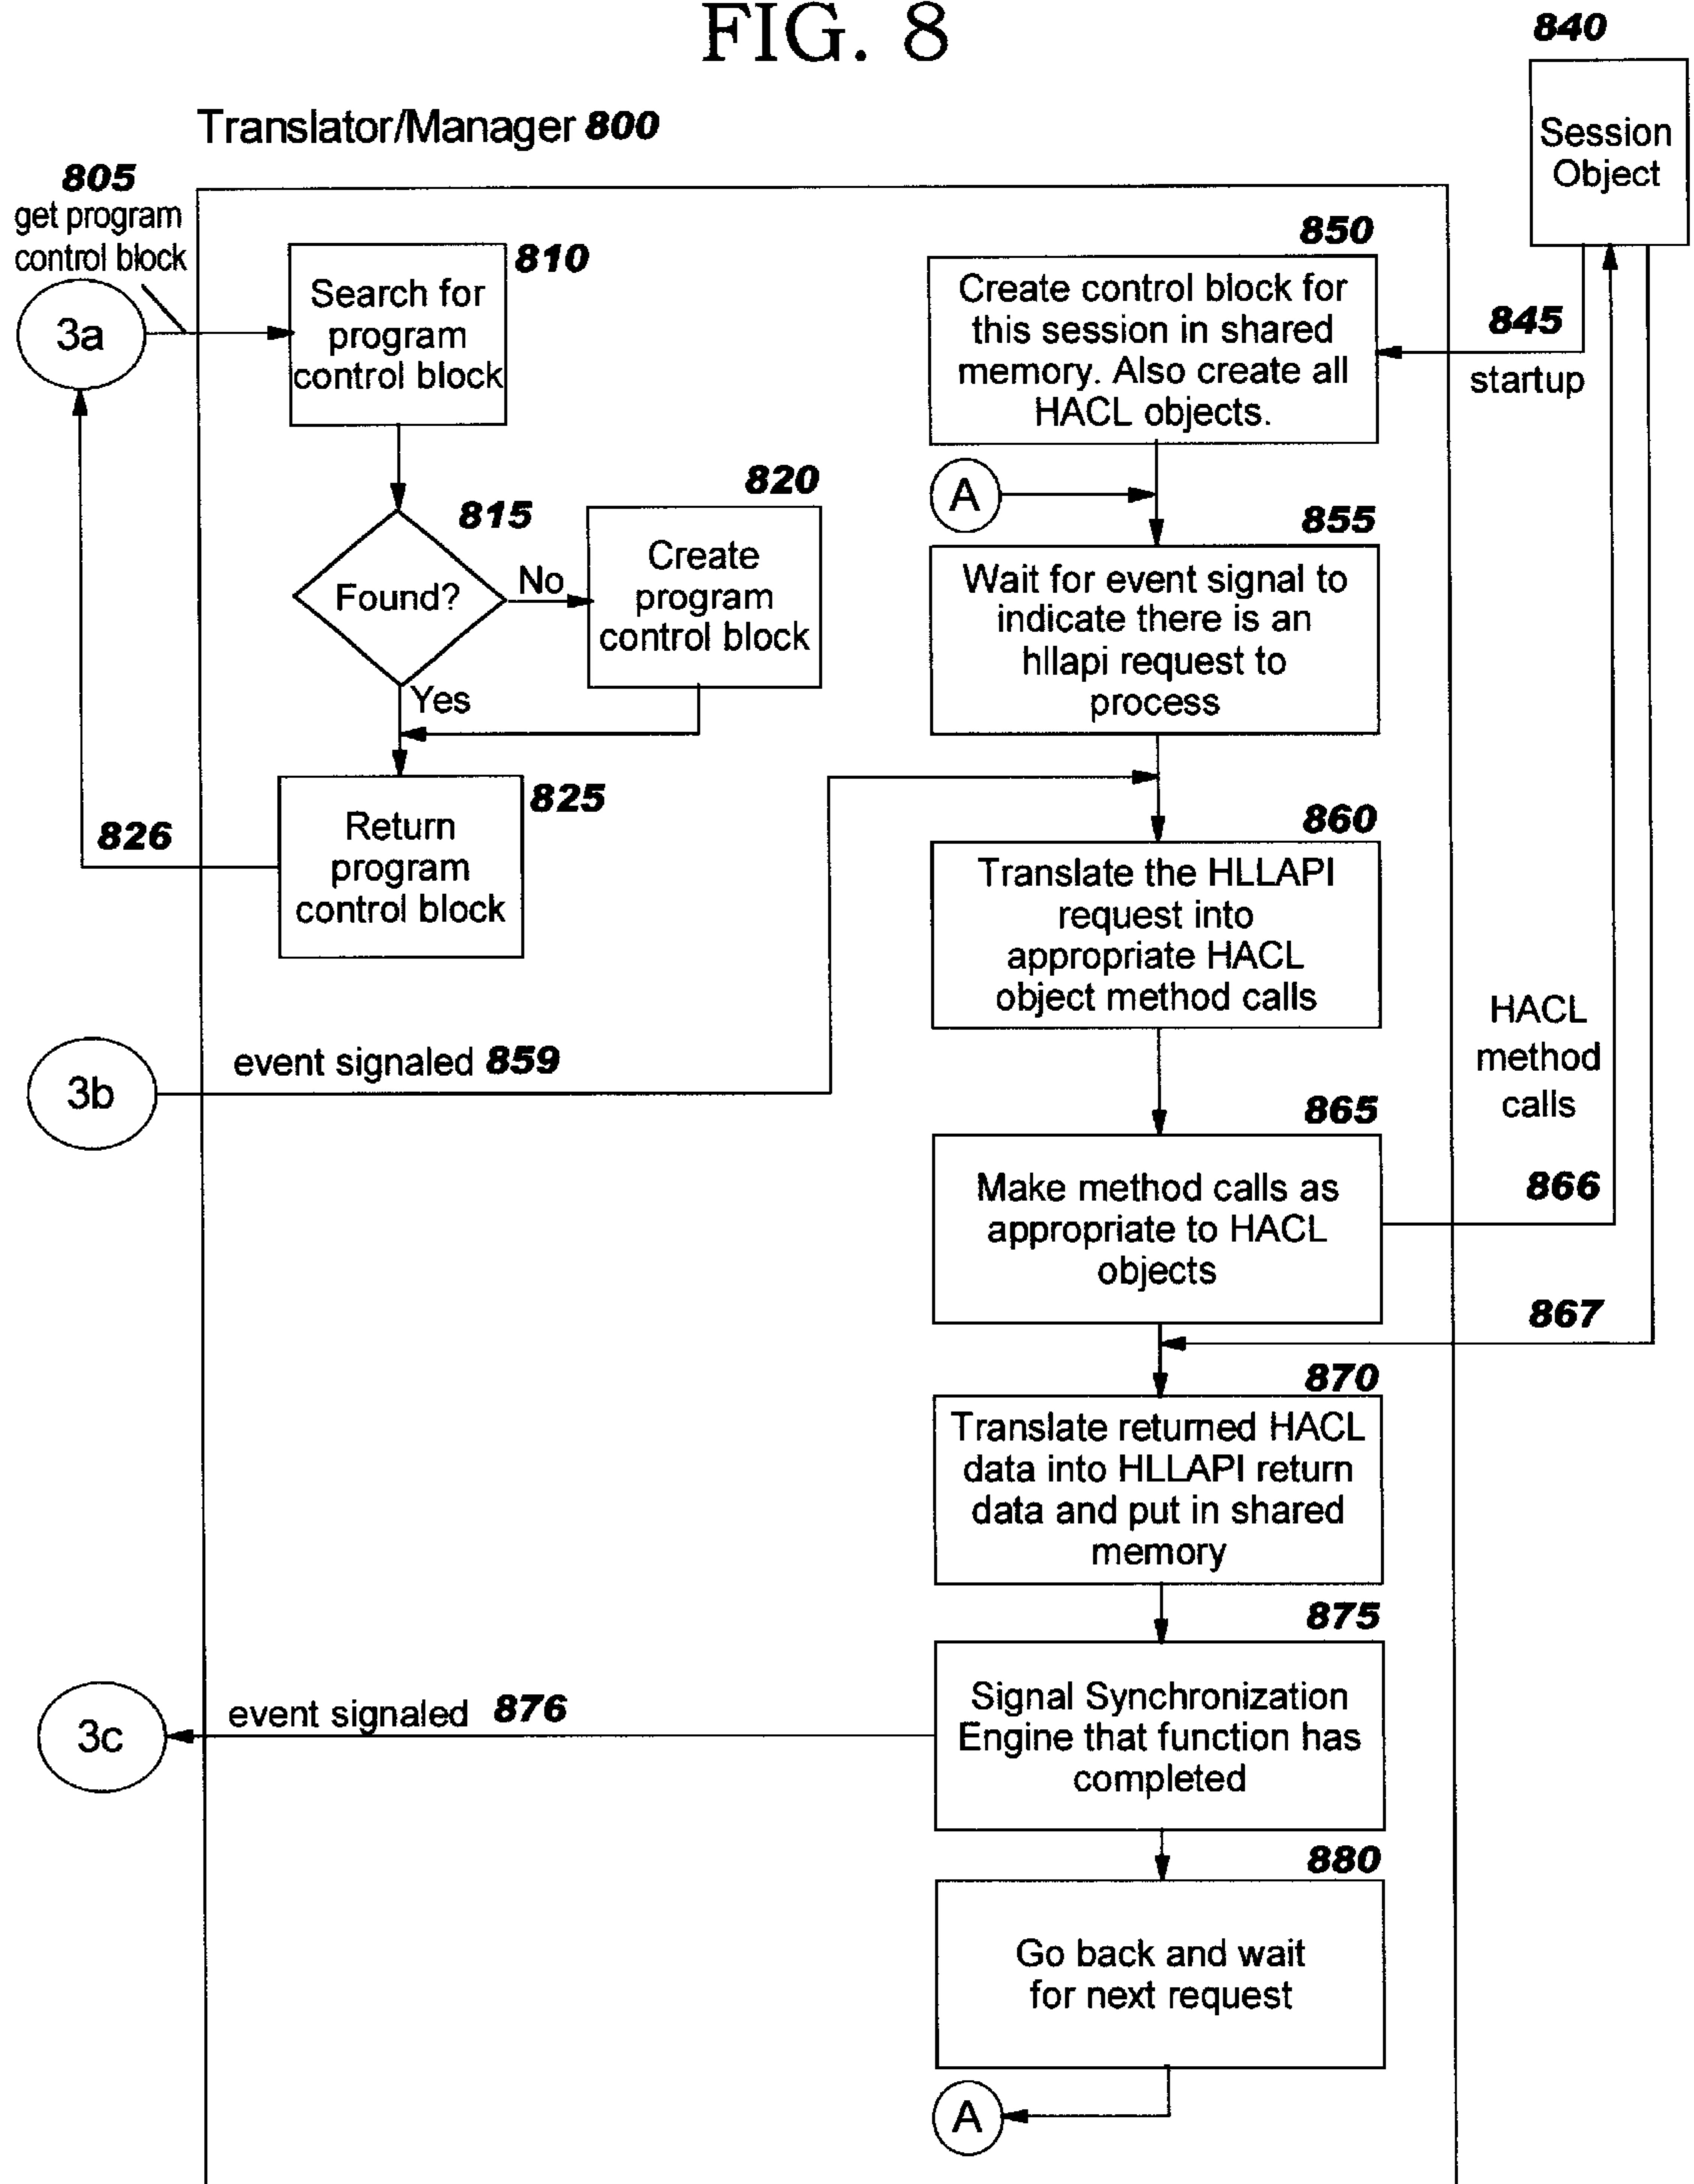 FIG. 8
840
Session
Object
Translator/Manager 800
805
get program
control block
3a
810
Search for
program
control block
815
Found?
No
Yes
820
Create
program
control block
825
Return
program
control block
826
850
Create control block for
this session in shared
memory. Also create all
HACL objects.
845
startup
A
855
Wait for event signal to
indicate there is an
hllapi request to
process
860
Translate the HLLAPI
request into
appropriate HACL
object method calls
3b
event signaled 859
HACL
method
calls
865
Make method calls as
appropriate to HACL
objects
866
867
870
Translate returned HACL
data into HLLAPI return
data and put in shared
memory
875
Signal Synchronization
Engine that function has
completed
3c
event signaled 876
880
Go back and wait
for next request
A